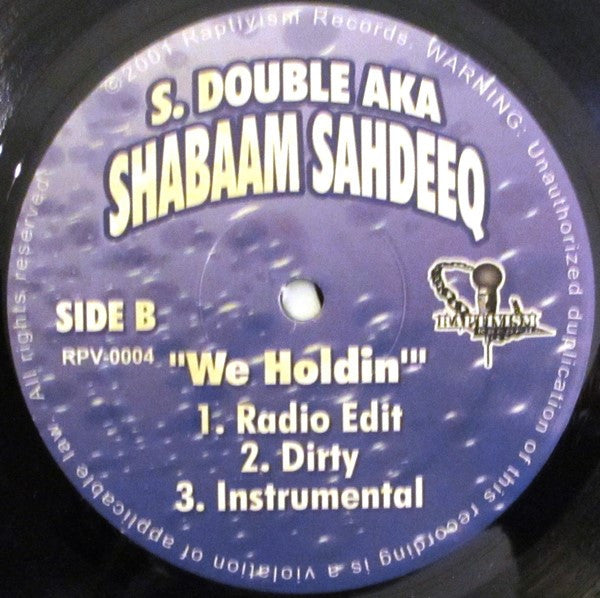 ©2001 Raptivism Records. WARNING: Unauthorized duplication of this recording is a violation of applicable law. All rights reserved.
S. DOUBLE AKA
SHABAAM SAHDEEQ
SIDE B
RAPTIVISM
RPV-0004
"We Holdin'"
1. Radio Edit
2. Dirty
3. Instrumental